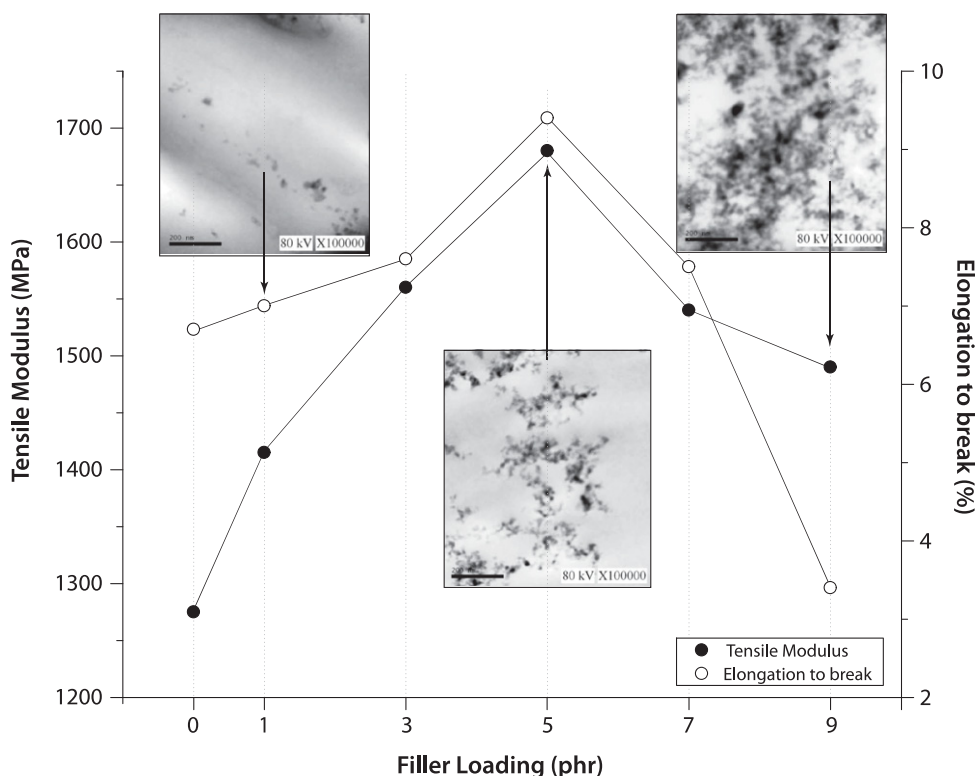 200 nm
80 kV X100000
200 nm
80 kV X100000
80 kV X100000
1700
1600
1500
1400
1300
1200
Tensile Modulus (MPa)
10
8
6
4
2
Elongation to break (%)
Tensile Modulus
Elongation to break
0 1 3 5 7 9
Filler Loading (phr)